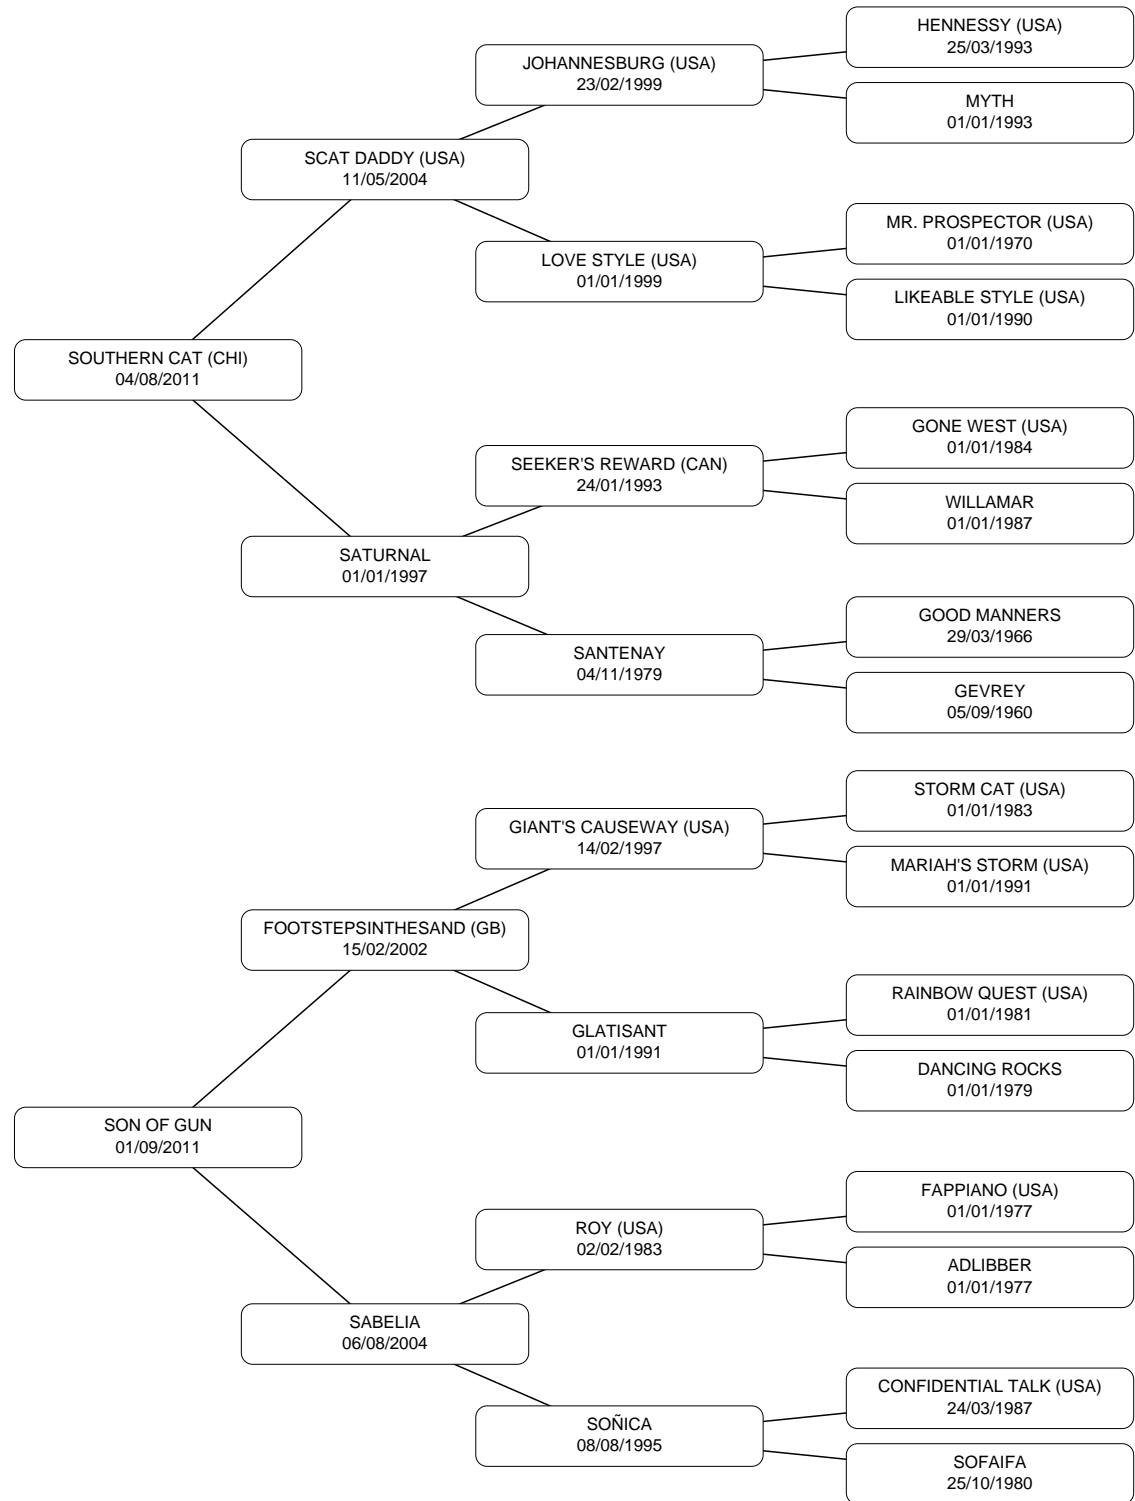 HENNESSY (USA)
25/03/1993
JOHANNESBURG (USA)
23/02/1999
MYTH
01/01/1993
SCAT DADDY (USA)
11/05/2004
MR. PROSPECTOR (USA)
01/01/1970
LOVE STYLE (USA)
01/01/1999
LIKEABLE STYLE (USA)
01/01/1990
SOUTHERN CAT (CHI)
04/08/2011
GONE WEST (USA)
01/01/1984
SEEKER'S REWARD (CAN)
24/01/1993
WILLAMAR
01/01/1987
SATURNAL
01/01/1997
GOOD MANNERS
29/03/1966
SANTENAY
04/11/1979
GEVREY
05/09/1960
STORM CAT (USA)
01/01/1983
GIANT'S CAUSEWAY (USA)
14/02/1997
MARIAH'S STORM (USA)
01/01/1991
FOOTSTEPSINTHESAND (GB)
15/02/2002
RAINBOW QUEST (USA)
01/01/1981
GLATISANT
01/01/1991
DANCING ROCKS
01/01/1979
SON OF GUN
01/09/2011
FAPPIANO (USA)
01/01/1977
ROY (USA)
02/02/1983
ADLIBBER
01/01/1977
SABELIA
06/08/2004
CONFIDENTIAL TALK (USA)
24/03/1987
SOÑICA
08/08/1995
SOFAIFA
25/10/1980